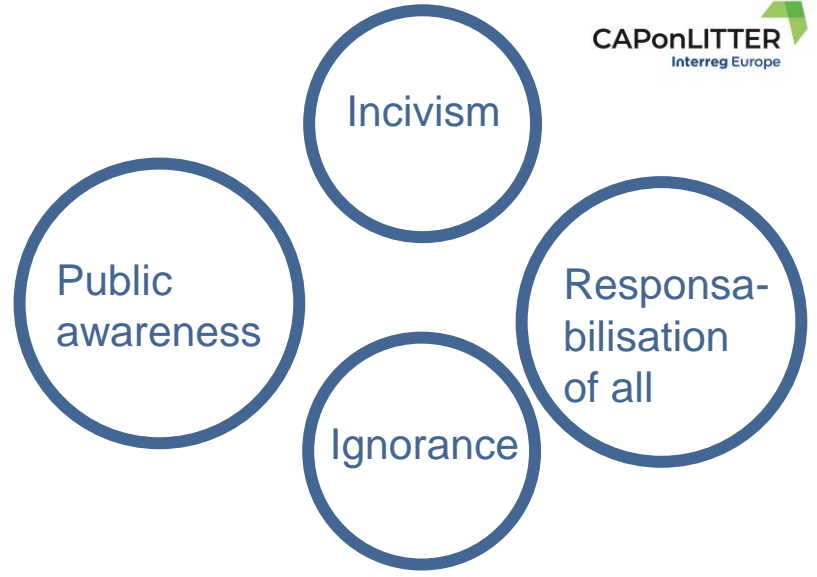 CAPonLITTER
Interreg Europe
Incivism
Public
awareness
Responsa-
bilisation
of all
Ignorance